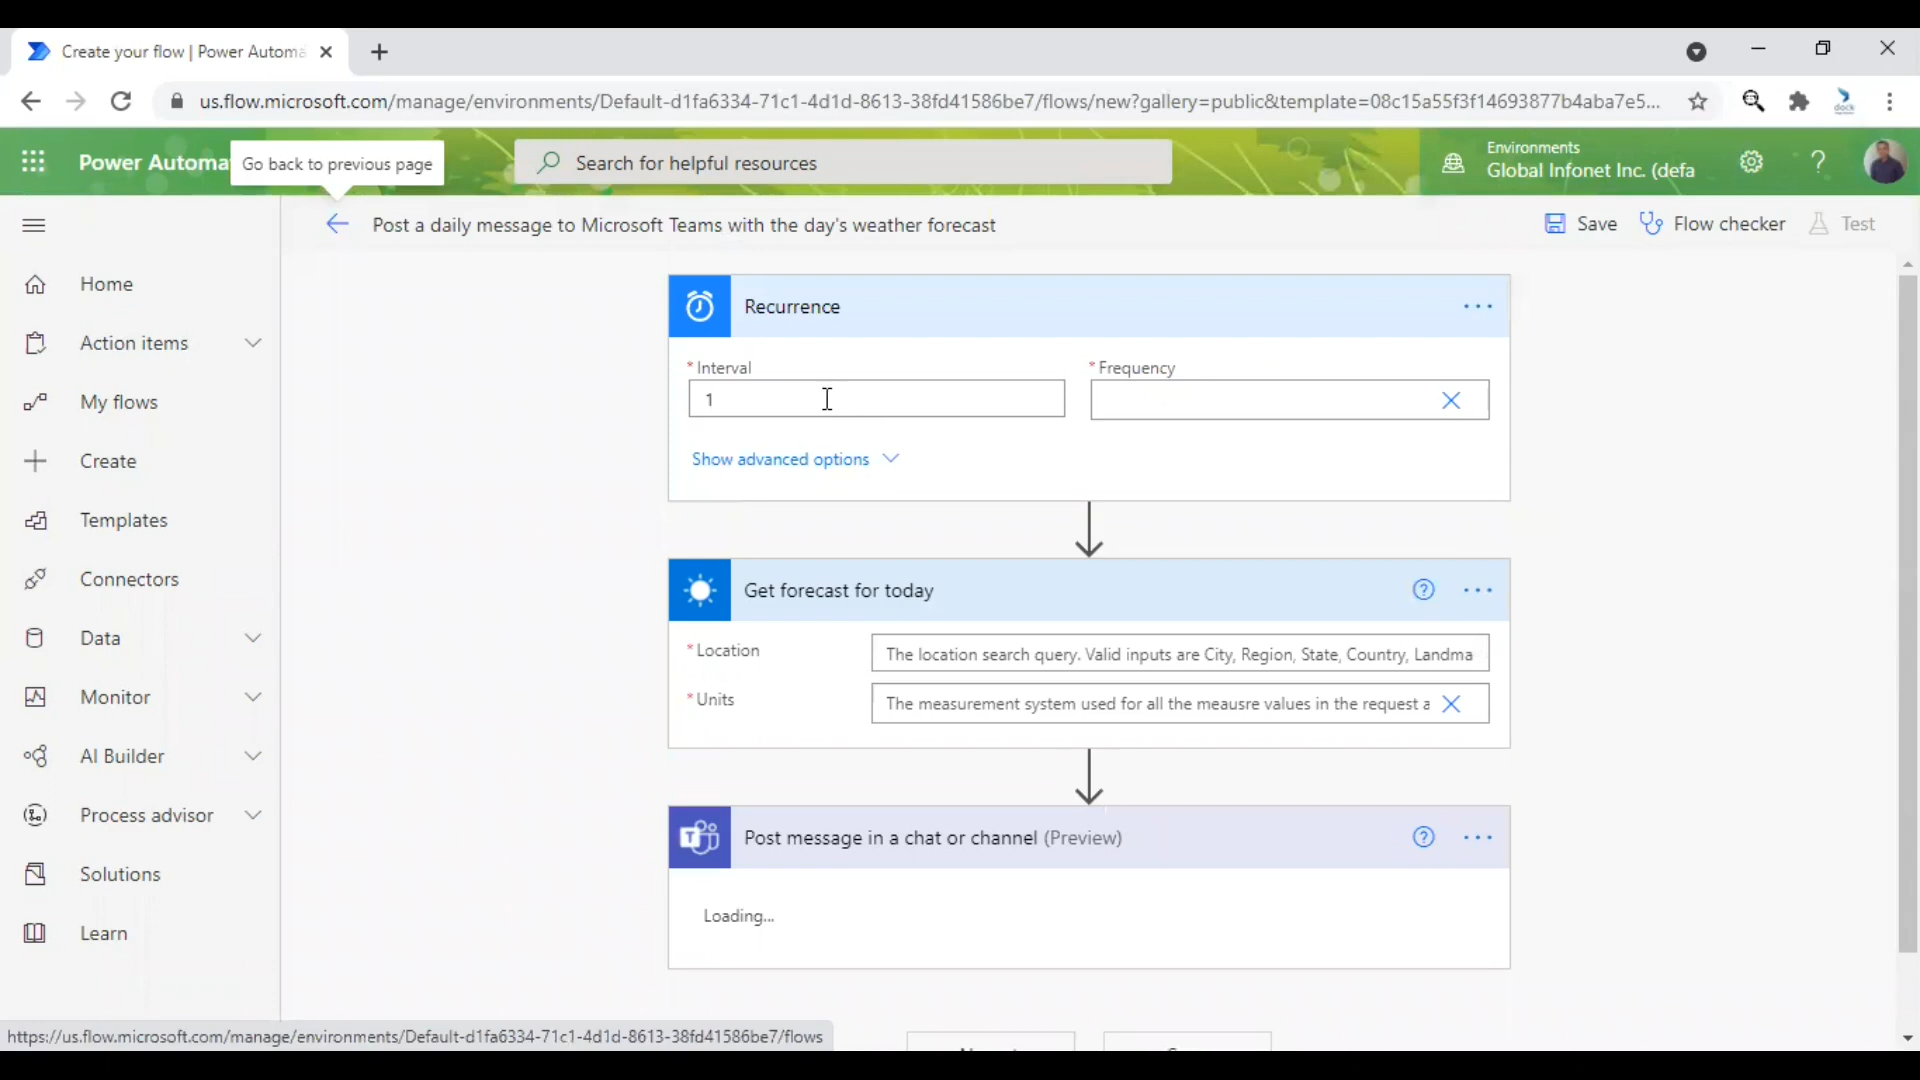 Create your flow | Power Automa
us.flow.microsoft.com/manage/environments/Default-d1fa6334-71c1-4d1d-8613-38fd41586be7/flows/new?gallery=public&template=08c15a55f3f14693877b4aba7e5...
dock
Power Automa
Go back to previous page
Search for helpful resources
Environments
Global Infonet Inc. (defa
?
Post a daily message to Microsoft Teams with the day's weather forecast
Save
Flow checker
Test
Home
Action items
My flows
Create
Templates
Connectors
Data
Monitor
AI Builder
Process advisor
Solutions
Learn
Recurrence
* Interval
* Frequency
1
Show advanced options
Get forecast for today
* Location
The location search query. Valid inputs are City, Region, State, Country, Landma
* Units
The measurement system used for all the meausre values in the request a
Post message in a chat or channel (Preview)
Loading...
https://us.flow.microsoft.com/manage/environments/Default-d1fa6334-71c1-4d1d-8613-38fd41586be7/flows